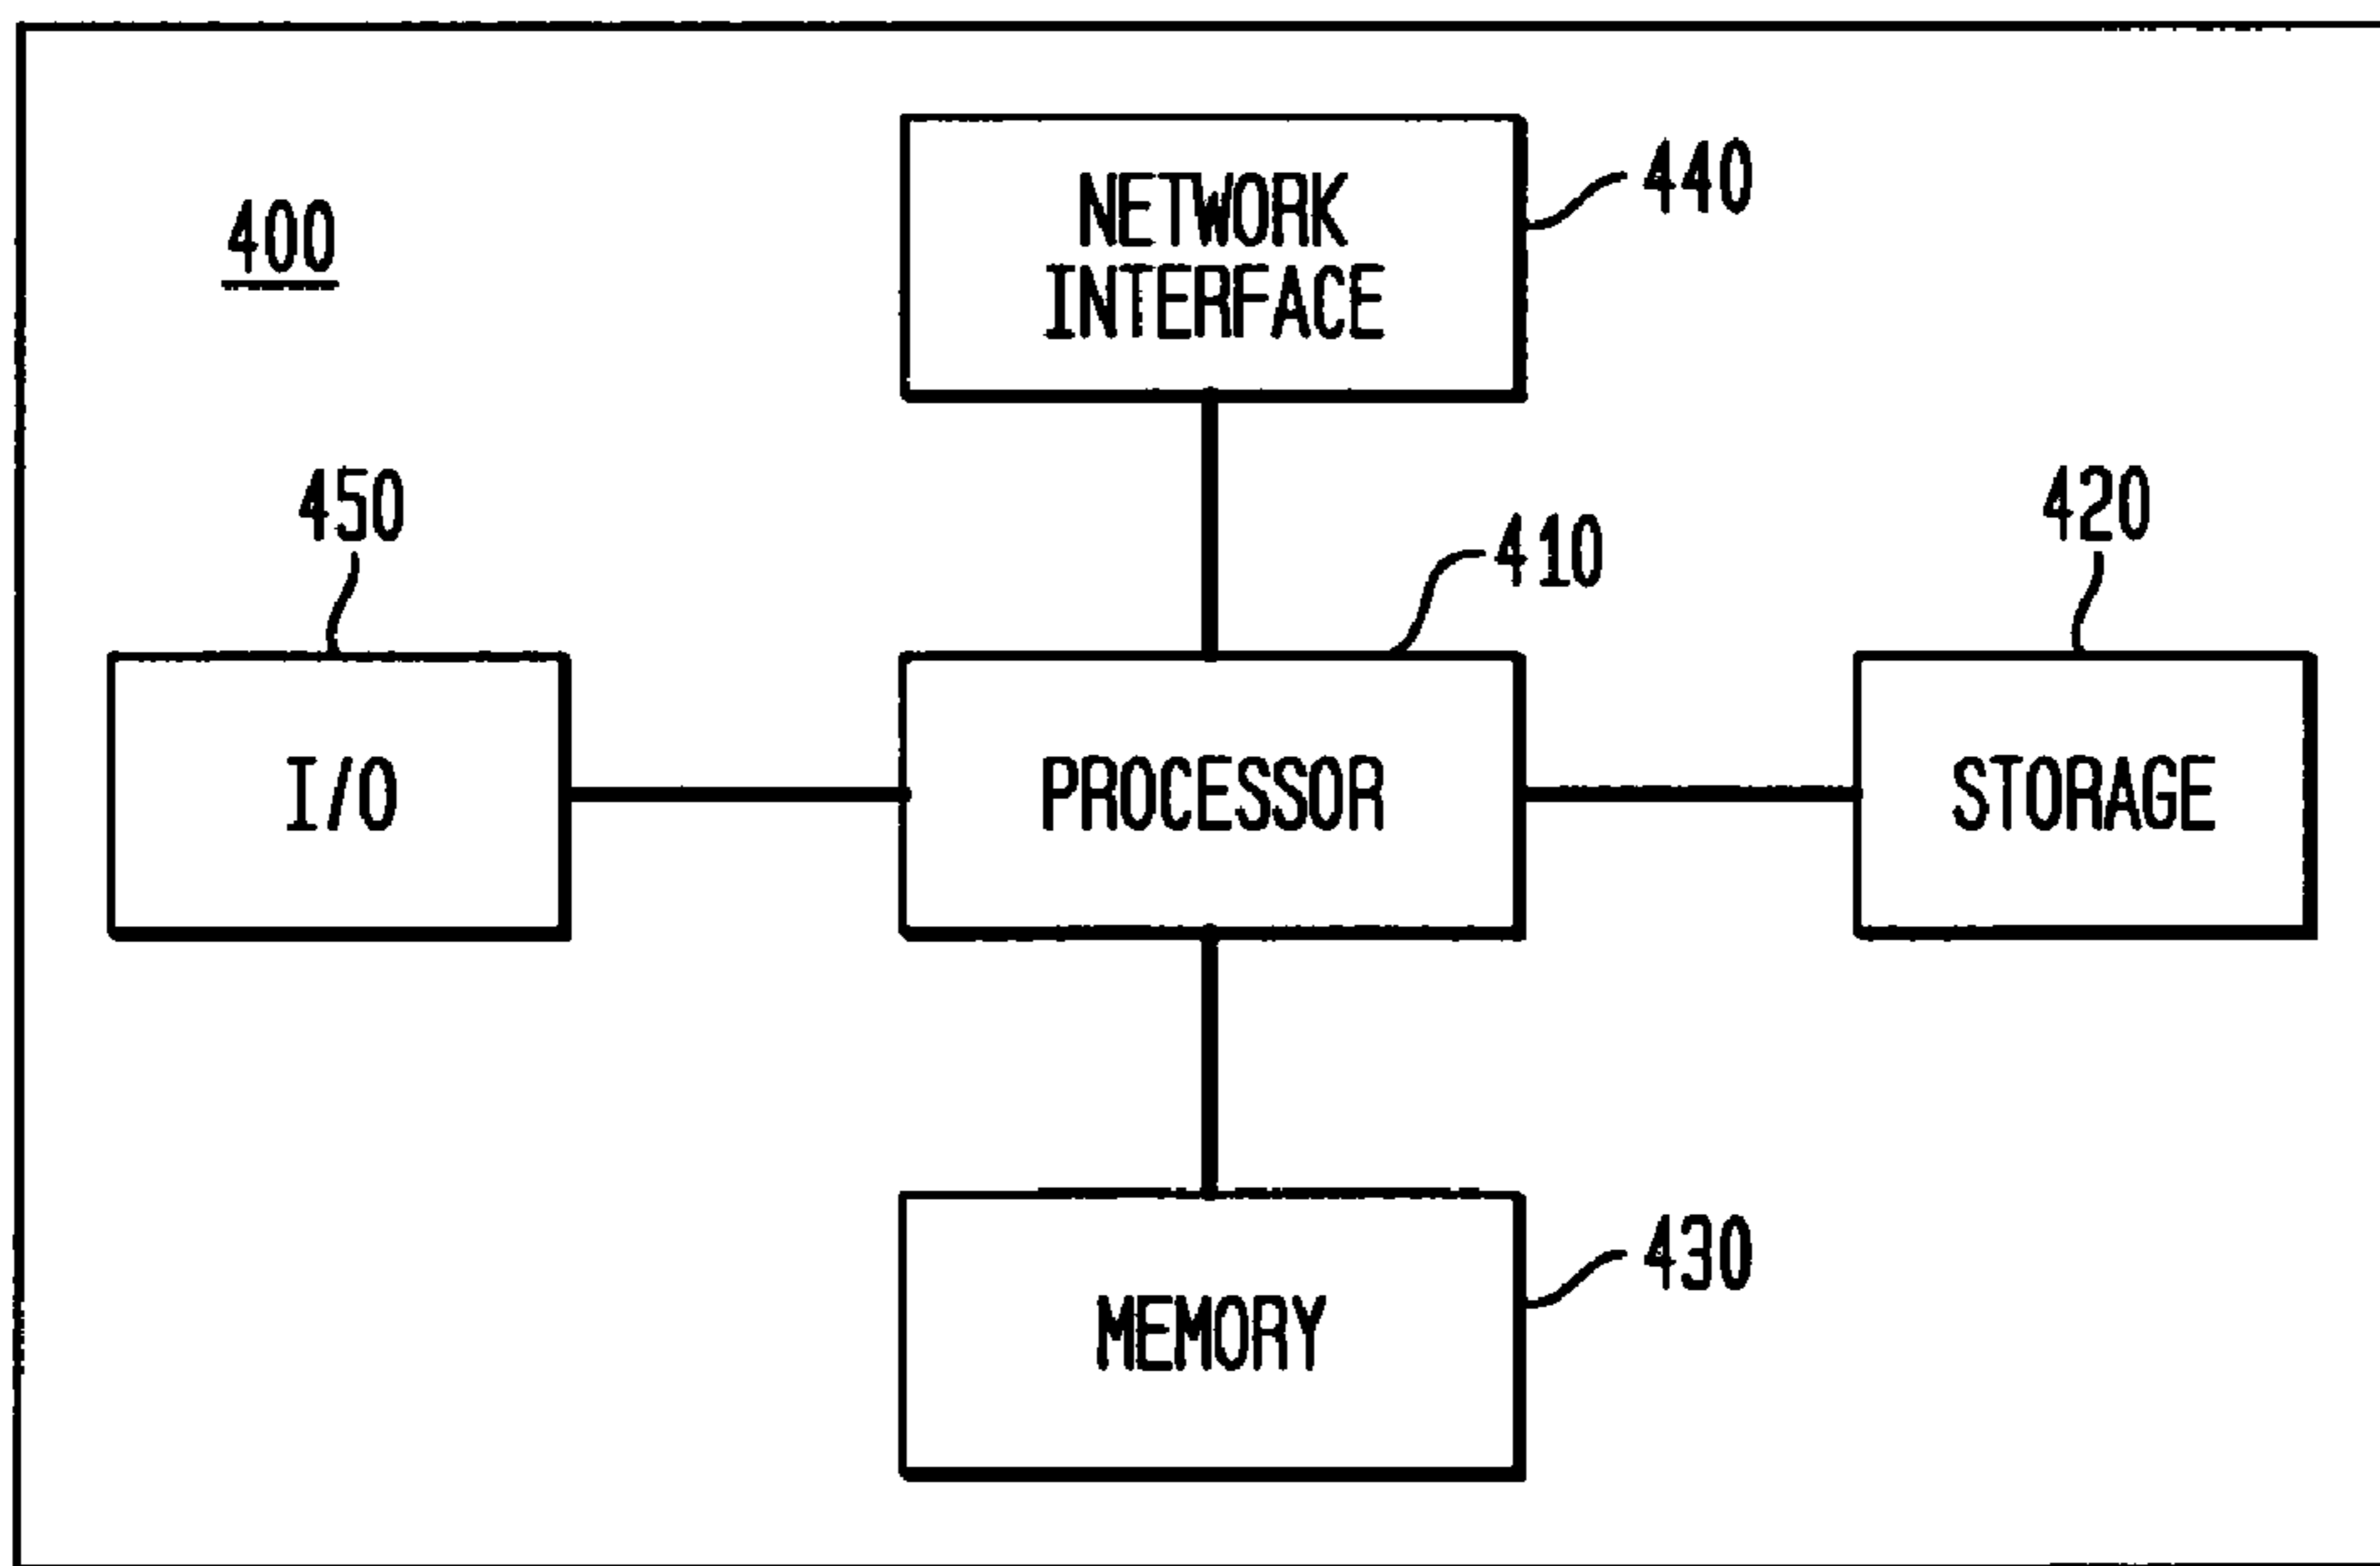 400
NETWORK
INTERFACE
440
450
410
420
I/O
PROCESSOR
STORAGE
430
MEMORY